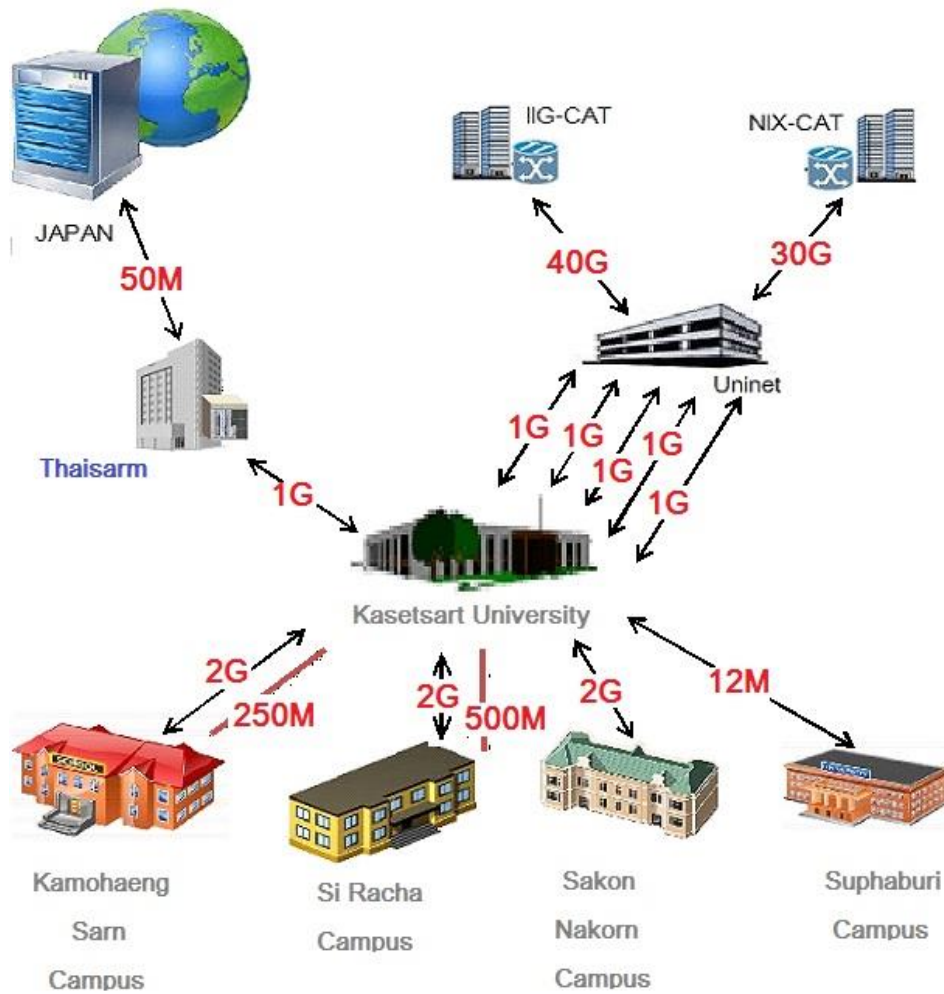 IIG-CAT
NIX-CAT
JAPAN
50M
40G
30G
Uninet
1G
1G
1G
1G
1G
Thaisarm
1G
Kasetsart University
2G
250M
2G
500M
2G
12M
SCHOOL
Kamohaeng
Sarn
Campus
Si Racha
Campus
Sakon
Nakorn
Campus
Suphaburi
Campus